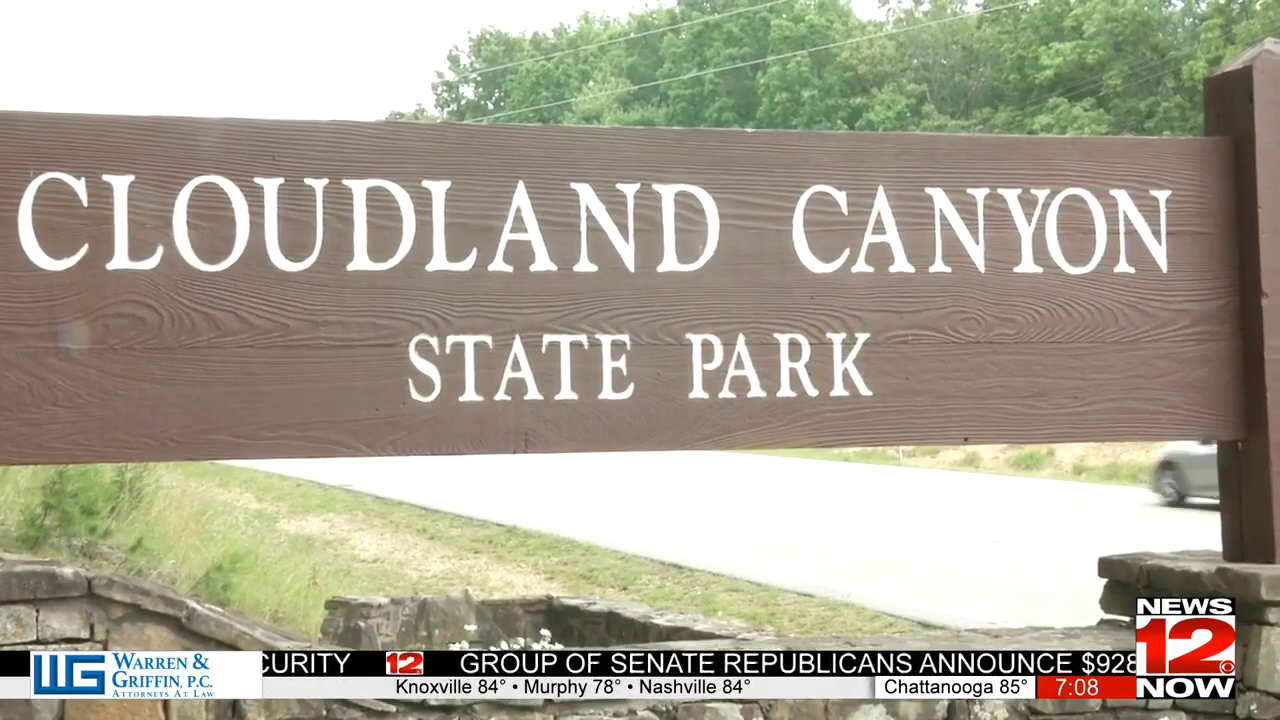 CLOUDLAND CANYON
STATE PARK
NEWS
12
NOW
WG WARREN &
GRIFFIN, P.C.
ATTORNEYS AT LAW
CURITY 12 GROUP OF SENATE REPUBLICANS ANNOUNCE $928
Knoxville 84° • Murphy 78° • Nashville 84°
Chattanooga 85° 7:08